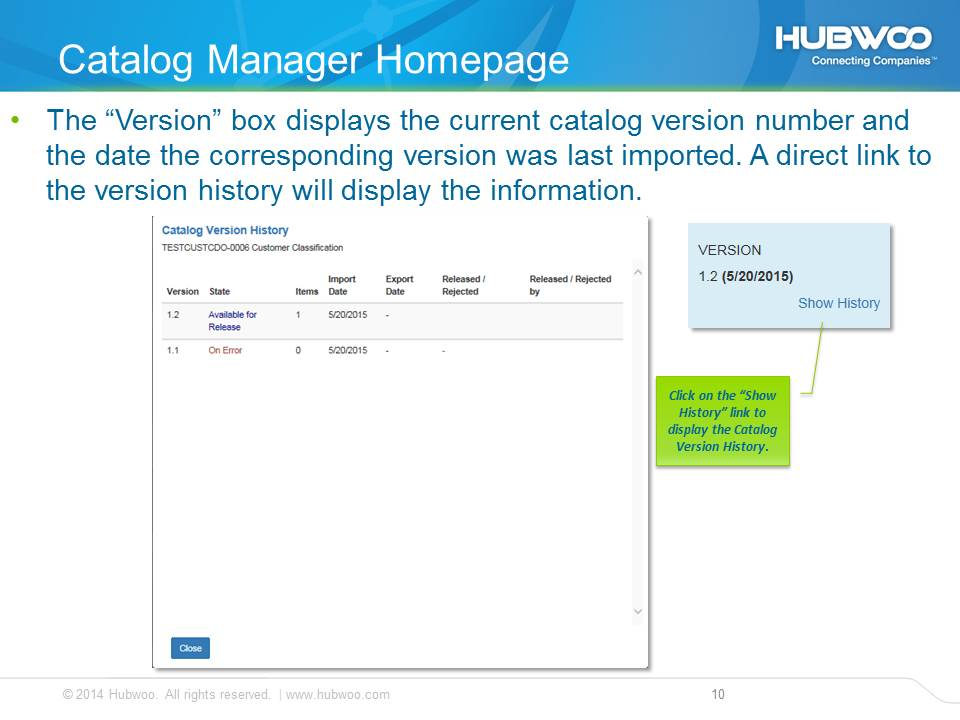 Catalog Manager Homepage
HUBWOO
Connecting Companies™
• The “Version” box displays the current catalog version number and
the date the corresponding version was last imported. A direct link to
the version history will display the information.
Catalog Version History
TESTCUSTCDO-0006 Customer Classification
Version State Items Import Date Export Date Released / Rejected Released / Rejected by
1.2 Available for Release 1 5/20/2015 -
1.1 On Error 0 5/20/2015 - -
Close
VERSION
1.2 (5/20/2015)
Show History
Click on the “Show
History” link to
display the Catalog
Version History.
© 2014 Hubwoo. All rights reserved. | www.hubwoo.com
10